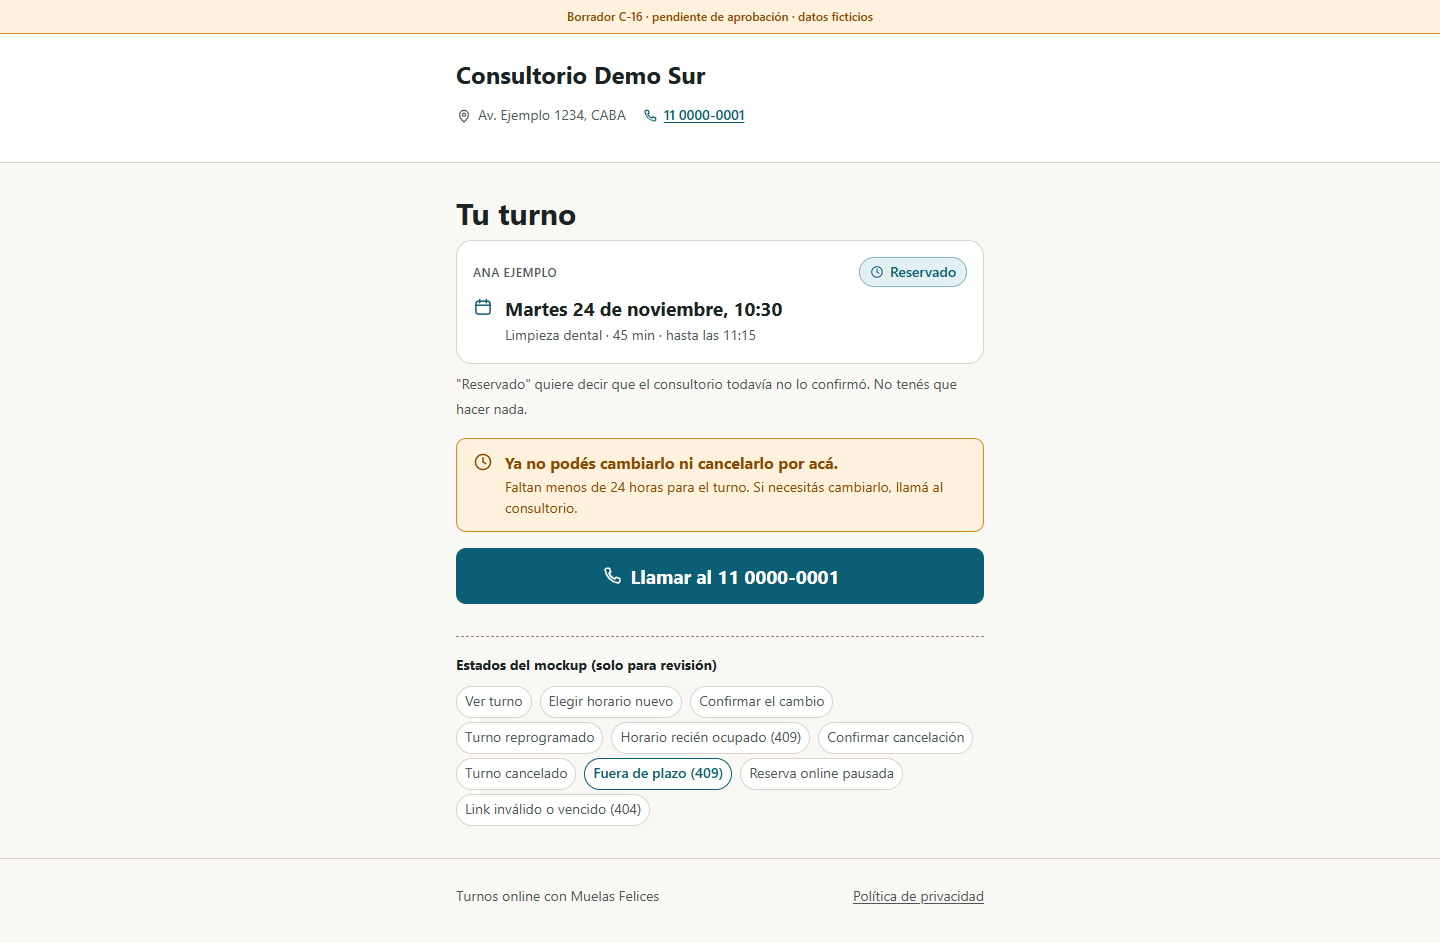 Borrador C-16 · pendiente de aprobación · datos ficticios
Consultorio Demo Sur
Av. Ejemplo 1234, CABA 11 0000-0001
Tu turno
ANA EJEMPLO Reservado
Martes 24 de noviembre, 10:30
Limpieza dental · 45 min · hasta las 11:15
"Reservado" quiere decir que el consultorio todavía no lo confirmó. No tenés que
hacer nada.
Ya no podés cambiarlo ni cancelarlo por acá.
Faltan menos de 24 horas para el turno. Si necesitás cambiarlo, llamá al
consultorio.
Llamar al 11 0000-0001
Estados del mockup (solo para revisión)
Ver turno Elegir horario nuevo Confirmar el cambio
Turno reprogramado Horario recién ocupado (409) Confirmar cancelación
Turno cancelado Fuera de plazo (409) Reserva online pausada
Link inválido o vencido (404)
Turnos online con Muelas Felices Política de privacidad